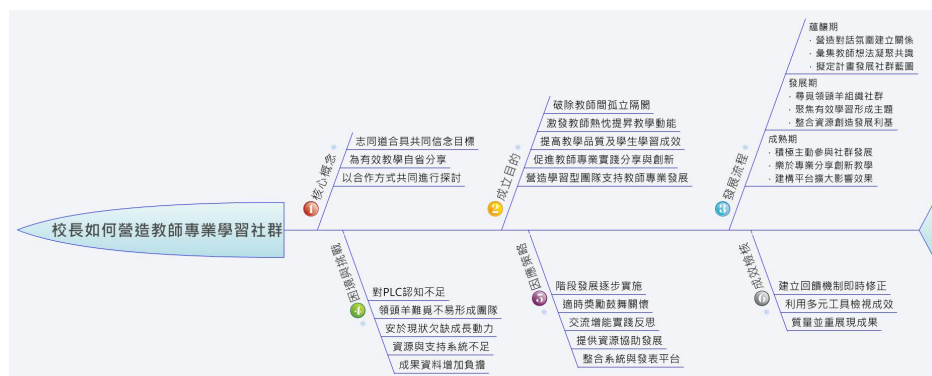 校長如何營造教師專業學習社群
1
核心概念
志同道合具共同信念目標
為有效教學自省分享
以合作方式共同進行探討
2
成立目的
破除教師間孤立隔閡
激發教師熱忱提昇教學動能
提高教學品質及學生學習成效
促進教師專業實踐分享與創新
營造學習型團隊支持教師專業發展
3
發展流程
蘊釀期
· 營造對話氛圍建立關係
· 彙集教師想法凝聚共識
· 擬定計畫發展社群藍圖
發展期
· 尋覓領頭羊組織社群
· 聚焦有效學習形成主題
· 整合資源創造發展利基
成熟期
· 積極主動參與社群發展
· 樂於專業分享創新教學
· 建構平台擴大影響效果
4
困境與挑戰
對PLC認知不足
領頭羊難覓不易形成團隊
安於現狀欠缺成長動力
資源與支持系統不足
成果資料增加負擔
5
因應策略
階段發展逐步實施
適時獎勵鼓舞關懷
交流增能實踐反思
提供資源協助發展
整合系統與發表平台
6
成效檢核
建立回饋機制即時修正
利用多元工具檢視成效
質量並重展現成果